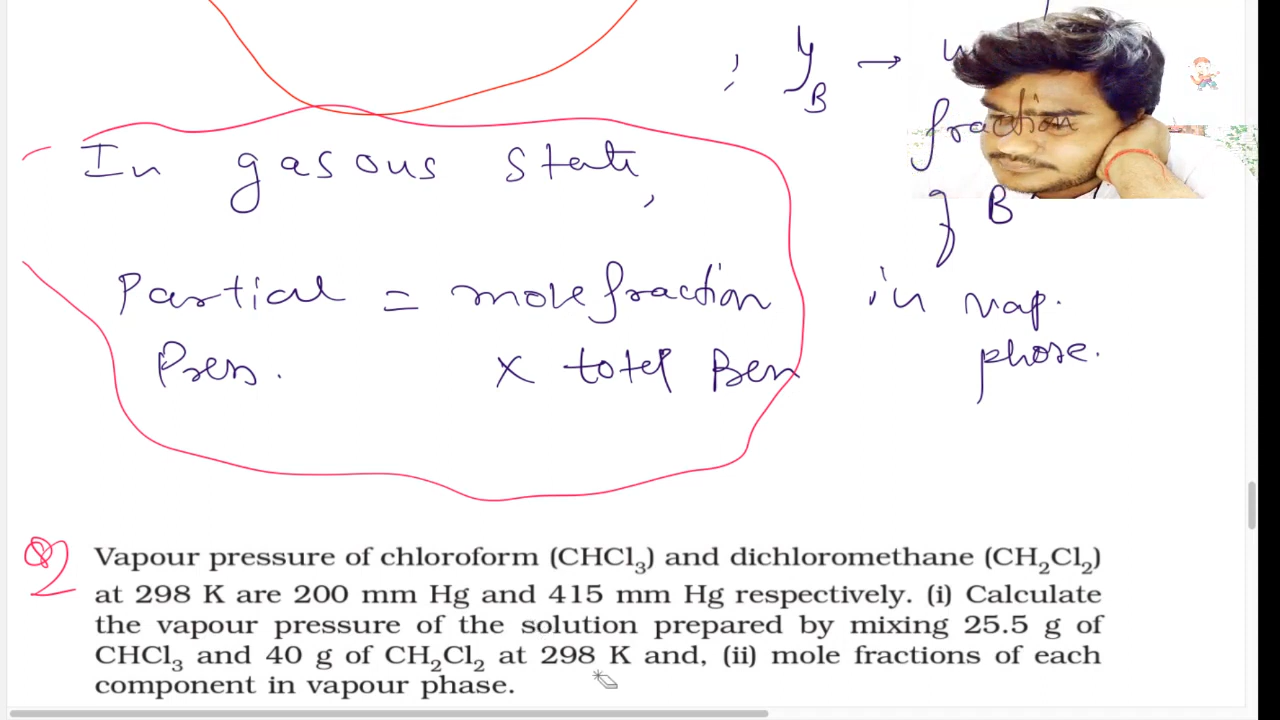 , y_B →
fraction
of B
in vap.
phase.
In gasous state,
Partial = mole fraction
Press. × total
Q2 Vapour pressure of chloroform (CHCl₃) and dichloromethane (CH₂Cl₂)
at 298 K are 200 mm Hg and 415 mm Hg respectively. (i) Calculate
the vapour pressure of the solution prepared by mixing 25.5 g of
CHCl₃ and 40 g of CH₂Cl₂ at 298 K and, (ii) mole fractions of each
component in vapour phase.